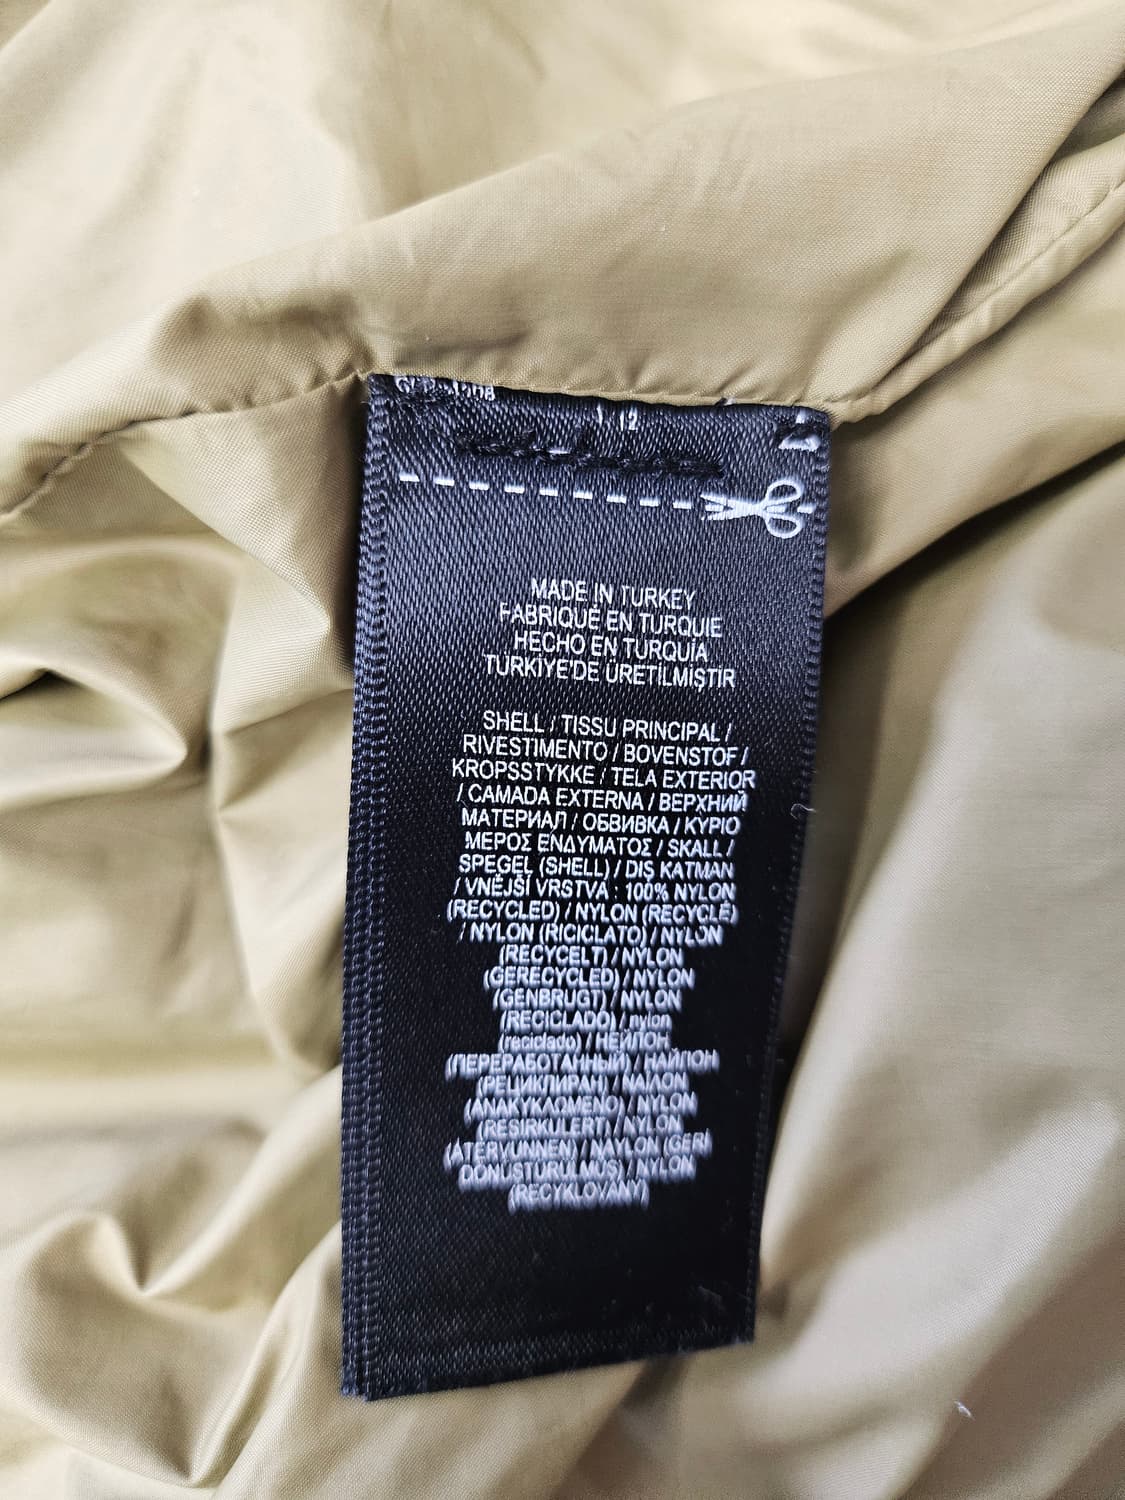 12
MADE IN TURKEY
FABRIQUÉ EN TURQUIE
HECHO EN TURQUIA
TÜRKIYE'DE ÜRETILMIŞTIR
SHELL / TISSU PRINCIPAL /
RIVESTIMENTO / BOVENSTOF /
KROPSSTYKKE / TELA EXTERIOR
/ CAMADA EXTERNA / ВЕРХНИЙ
МАТЕРИАЛ / ОБВИВКА / ΚΥΡΙΟ
ΜΕΡΟΣ ΕΝΔΥΜΑΤΟΣ / SKALL /
SPEGEL (SHELL) / DIŞ KATMAN
/ VNĚJŠÍ VRSTVA : 100% NYLON
(RECYCLED) / NYLON (RECYCLÉ)
/ NYLON (RICICLATO) / NYLON
(RECYCELT) / NYLON
(GERECYCLED) / NYLON
(GENBRUGT) / NYLON
(RECICLADO) / nylon
(reciclado) / НЕЙЛОН
(ПЕРЕРАБОТАННЫЙ) / НАЙЛОН
(РЕЦИКЛИРАН) / ΝΑΙΛΟΝ
(ΑΝΑΚΥΚΛΩΜΕΝΟ) / NYLON
(RESIRKULERT) / NYLON
(ÅTERVUNNEN) / NAYLON (GERI
DÖNÜŞTÜRÜLMÜŞ) / NYLON
(RECYKLOVANÝ)